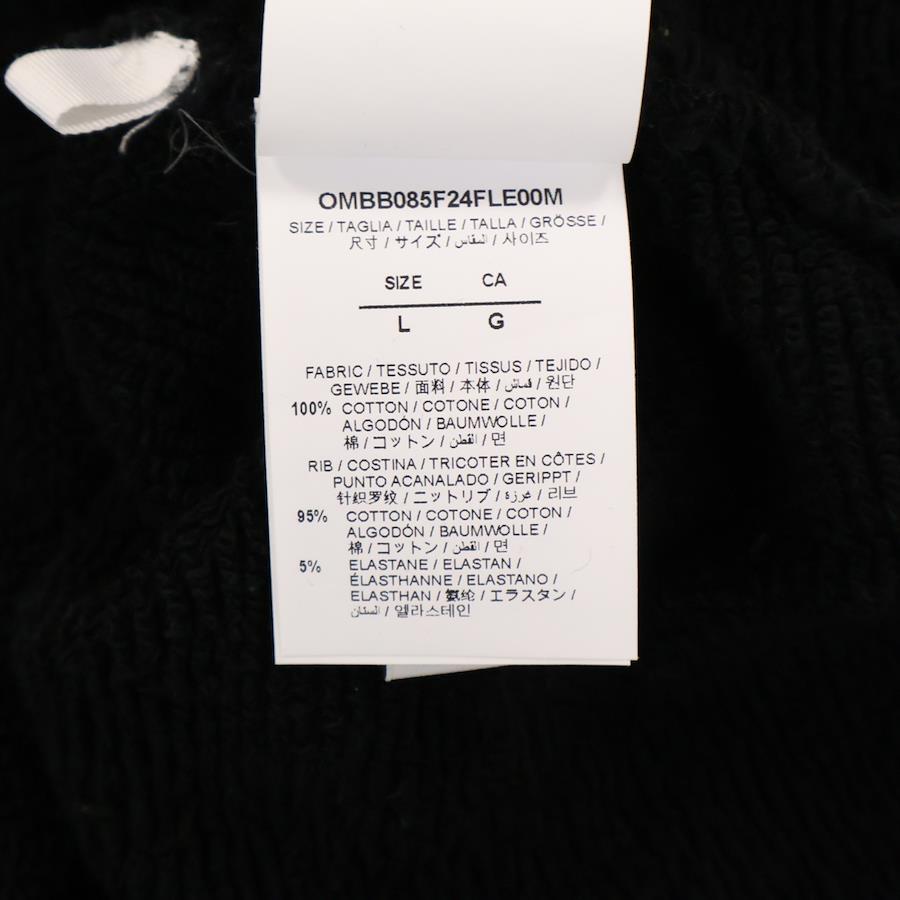 OMBB085F24FLE00M
SIZE / TAGLIA / TAILLE / TALLA / GRÖSSE /
尺寸 / サイズ / المقاس / 사이즈
SIZE CA
L G
FABRIC / TESSUTO / TISSUS / TEJIDO /
GEWEBE / 面料 / 本体 / قماش / 원단
100% COTTON / COTONE / COTON /
ALGODÓN / BAUMWOLLE /
棉 / コットン / القطن / 면
RIB / COSTINA / TRICOTER EN CÔTES /
PUNTO ACANALADO / GERIPPT /
针织罗纹 / ニットリブ / غرزة / 리브
95% COTTON / COTONE / COTON /
ALGODÓN / BAUMWOLLE /
棉 / コットン / القطن / 면
5% ELASTANE / ELASTAN /
ÉLASTHANNE / ELASTANO /
ELASTHAN / 氨纶 / エラスタン /
/ 엘라스테인